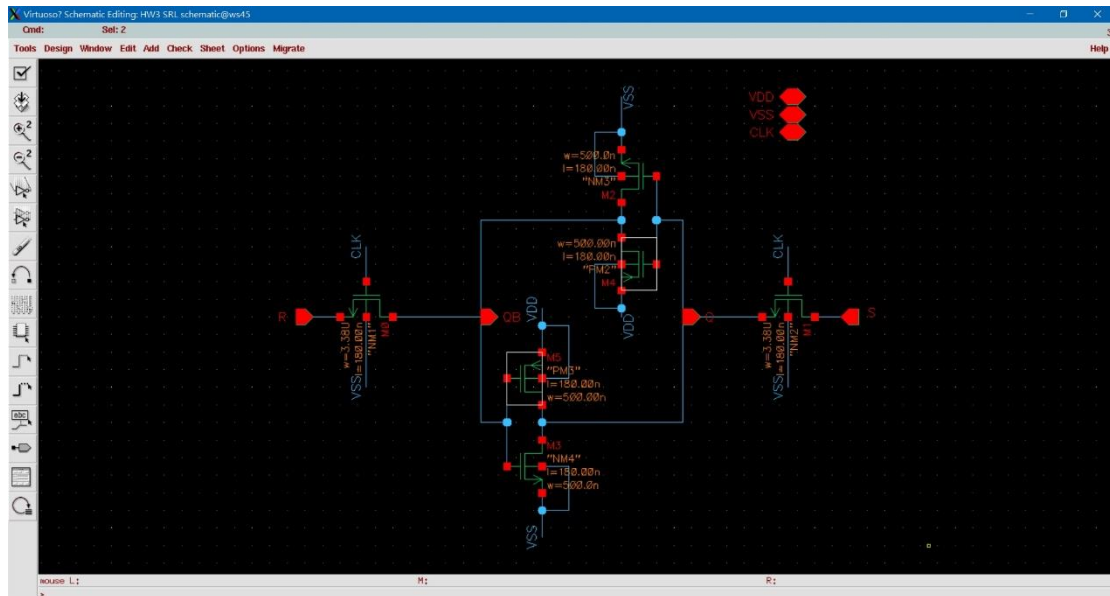 Virtuoso? Schematic Editing: HW3 SRL schematic@ws45
Cmd: Sel: 2
Tools Design Window Edit Add Check Sheet Options Migrate Help
VSS
VDD
VSS
CLK
w=500.0n
l=180.00n
"NM3"
M2
w=500.00n
l=180.00n
"PM2"
M4
VDD
CLK
R
w=3.38U
l=180.00n
"NM1"
M0
VSS
QB
Q
CLK
w=3.38U
l=180.00n
"NM2"
M1
VSS
S
VDD
M5
"PM3"
l=180.00n
w=500.00n
M3
"NM4"
l=180.00n
w=500.0n
VSS
mouse L: M: R:
>